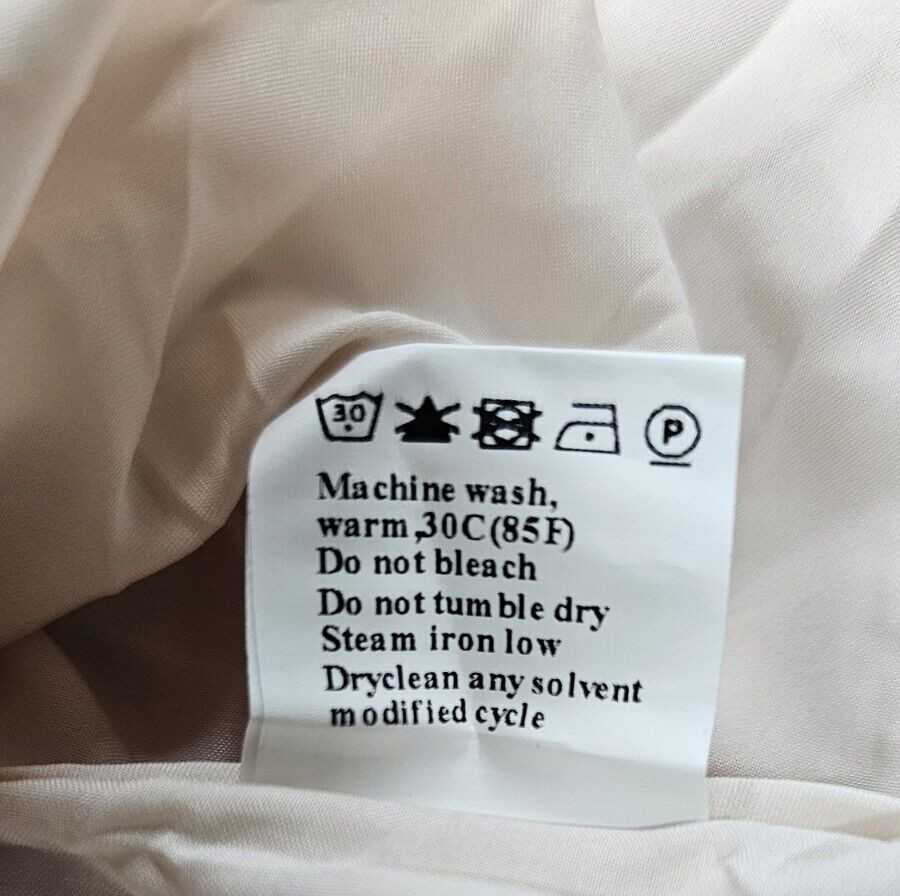 30
P
Machine wash,
warm,30C(85F)
Do not bleach
Do not tumble dry
Steam iron low
Dryclean any solvent
modified cycle